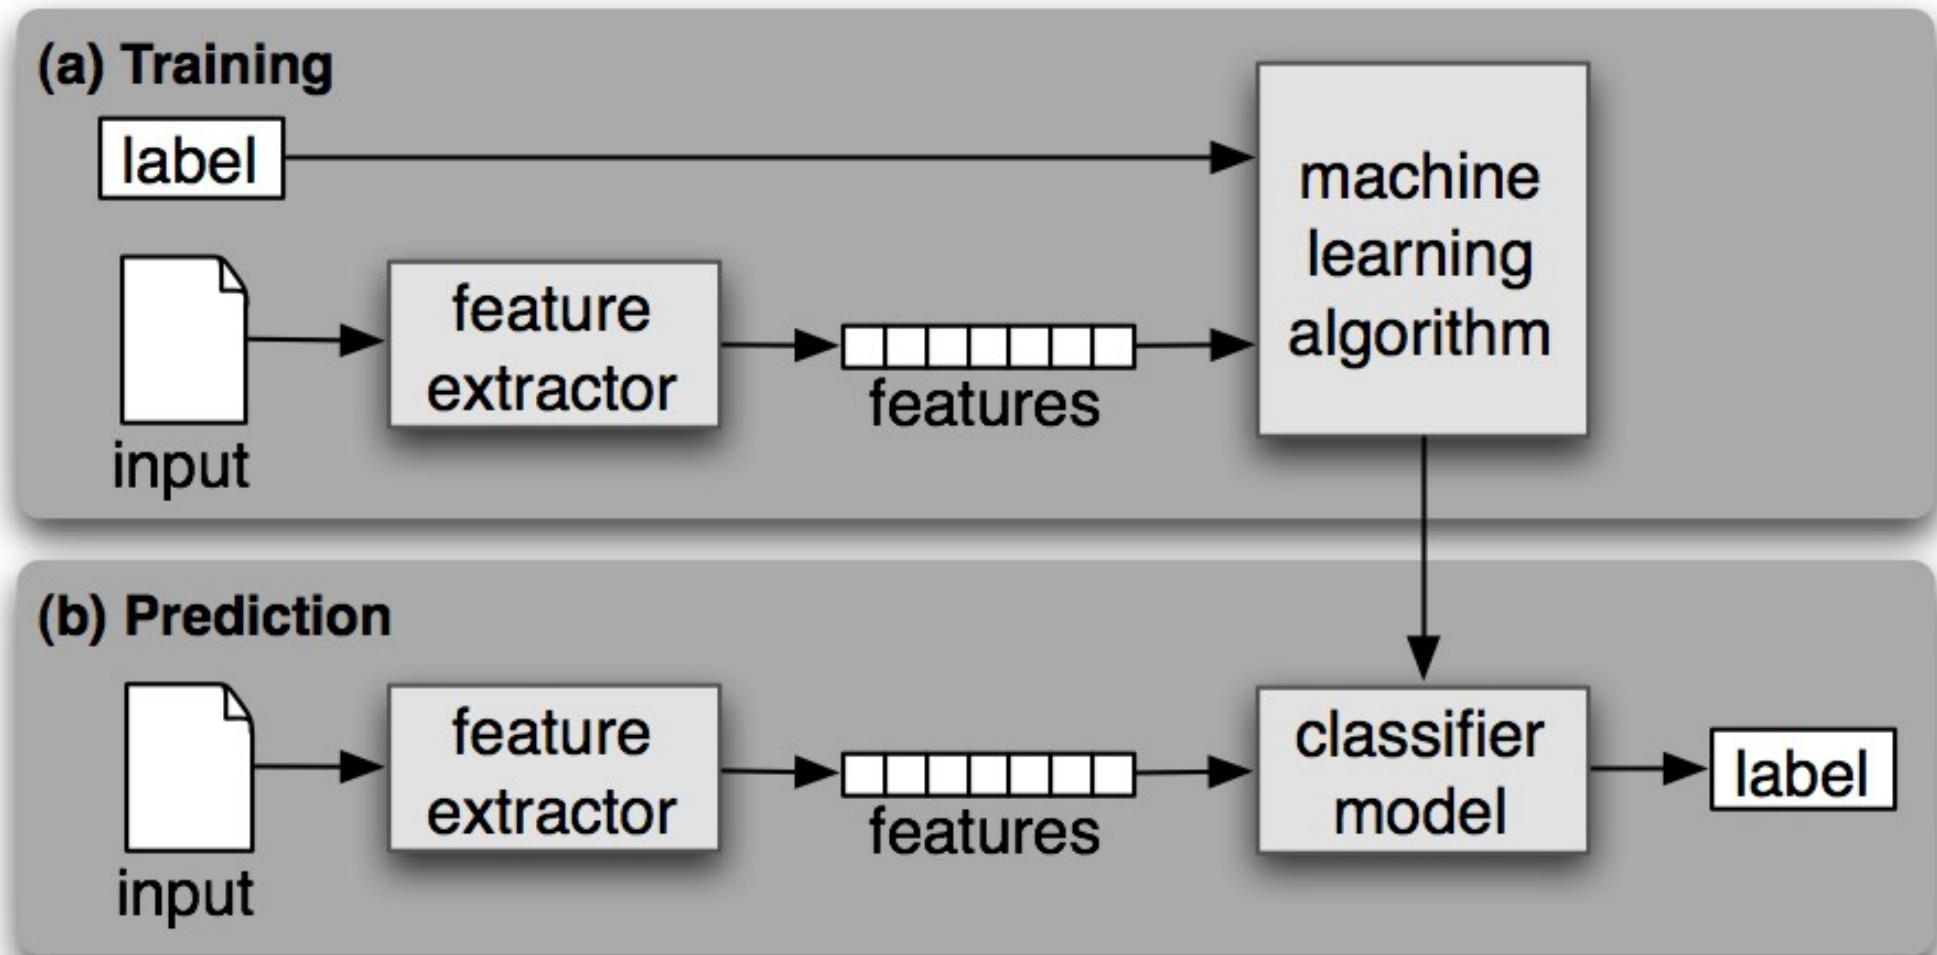 (a) Training
label
machine
learning
algorithm
feature
extractor
features
input
(b) Prediction
feature
extractor
features
classifier
model
label
input